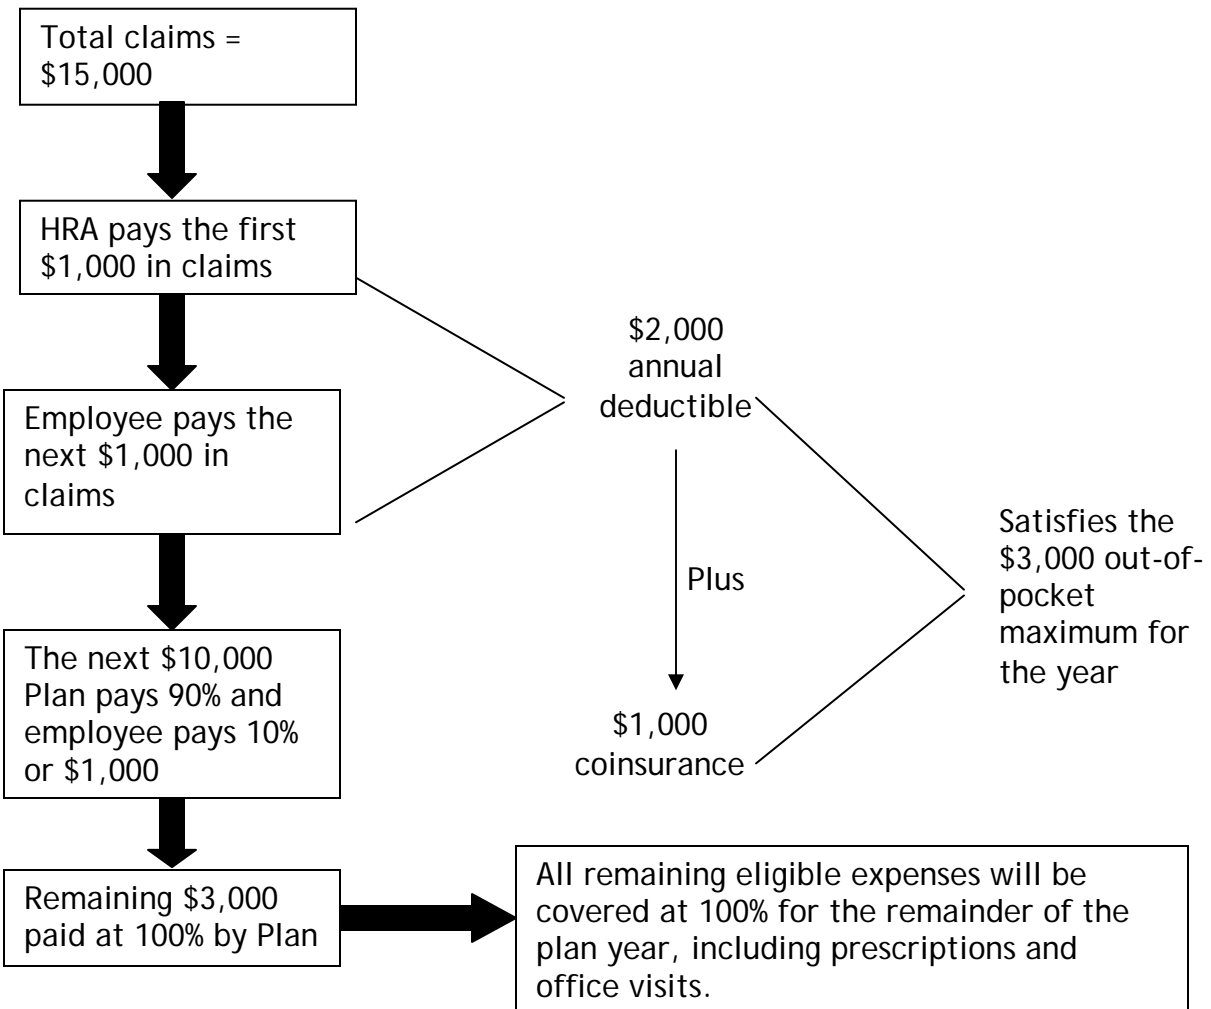 Total claims =
$15,000
HRA pays the first
$1,000 in claims
Employee pays the
next $1,000 in
claims
The next $10,000
Plan pays 90% and
employee pays 10%
or $1,000
Remaining $3,000
paid at 100% by Plan
$2,000
annual
deductible
Plus
$1,000
coinsurance
Satisfies the
$3,000 out-of-
pocket
maximum for
the year
All remaining eligible expenses will be
covered at 100% for the remainder of the
plan year, including prescriptions and
office visits.